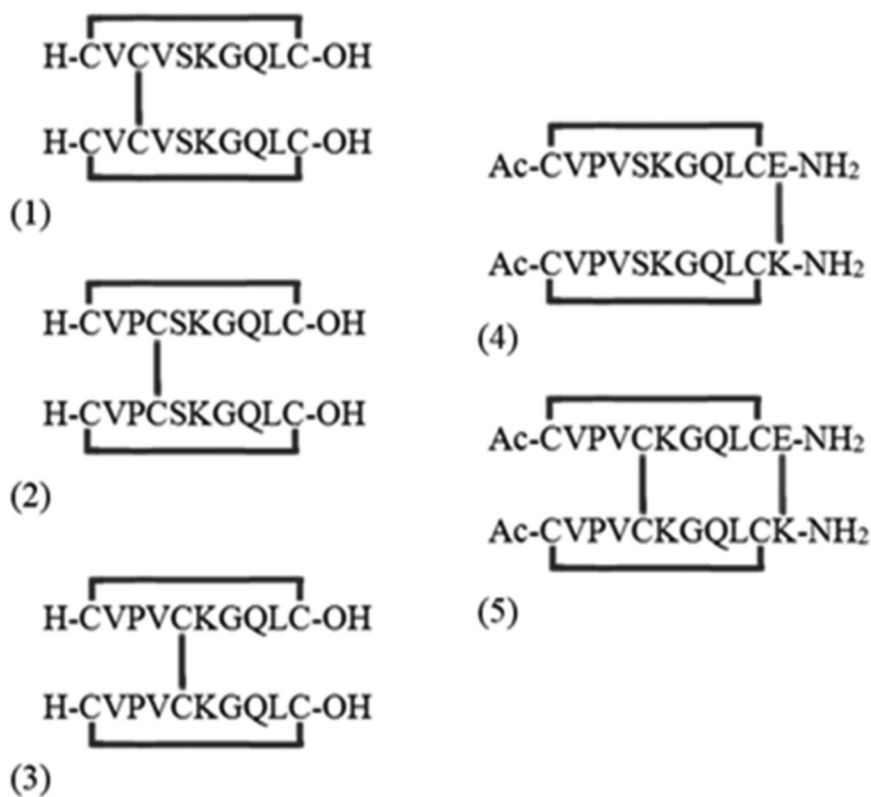 H-CVCVSKGQLC-OH
H-CVCVSKGQLC-OH
(1)
H-CVPCSKGQLC-OH
H-CVPCSKGQLC-OH
(2)
H-CVPVCKGQLC-OH
H-CVPVCKGQLC-OH
(3)
Ac-CVPVSKGQLCE-NH₂
Ac-CVPVSKGQLCK-NH₂
(4)
Ac-CVPVCKGQLCE-NH₂
Ac-CVPVCKGQLCK-NH₂
(5)